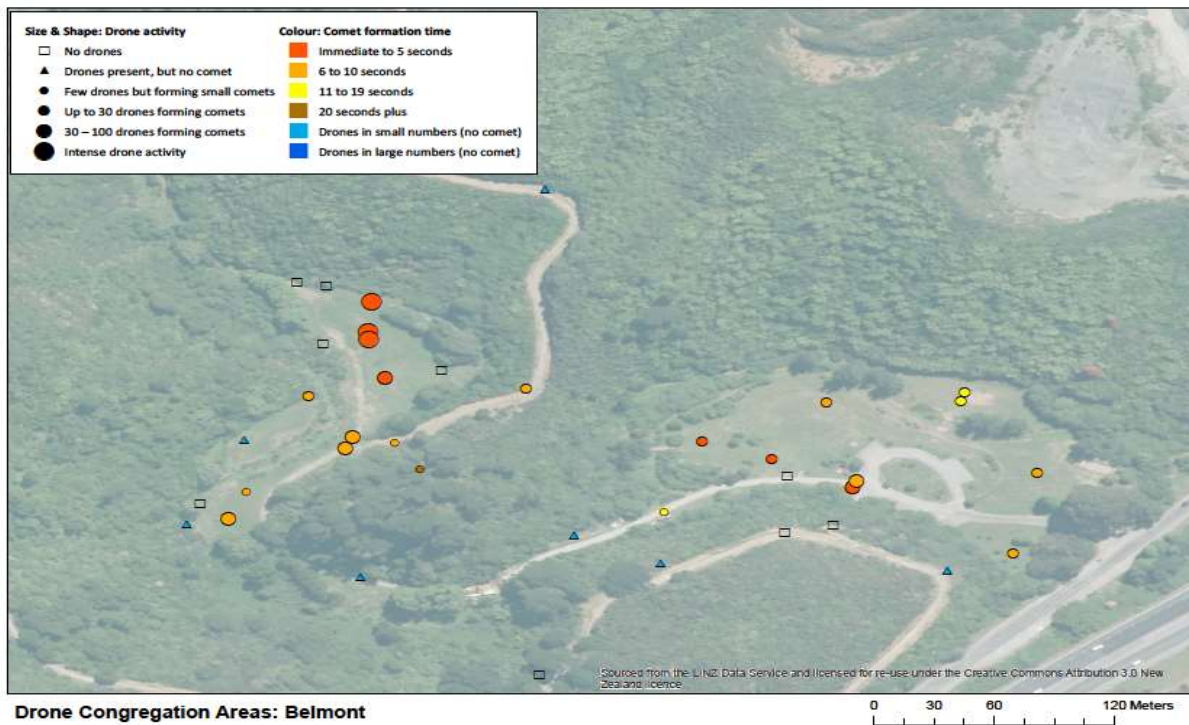 Size & Shape: Drone activity
No drones
Drones present, but no comet
Few drones but forming small comets
Up to 30 drones forming comets
30 – 100 drones forming comets
Intense drone activity
Colour: Comet formation time
Immediate to 5 seconds
6 to 10 seconds
11 to 19 seconds
20 seconds plus
Drones in small numbers (no comet)
Drones in large numbers (no comet)
Sourced from the LINZ Data Service and licensed for re-use under the Creative Commons Attribution 3.0 New
Zealand licence
Drone Congregation Areas: Belmont
0 30 60 120 Meters